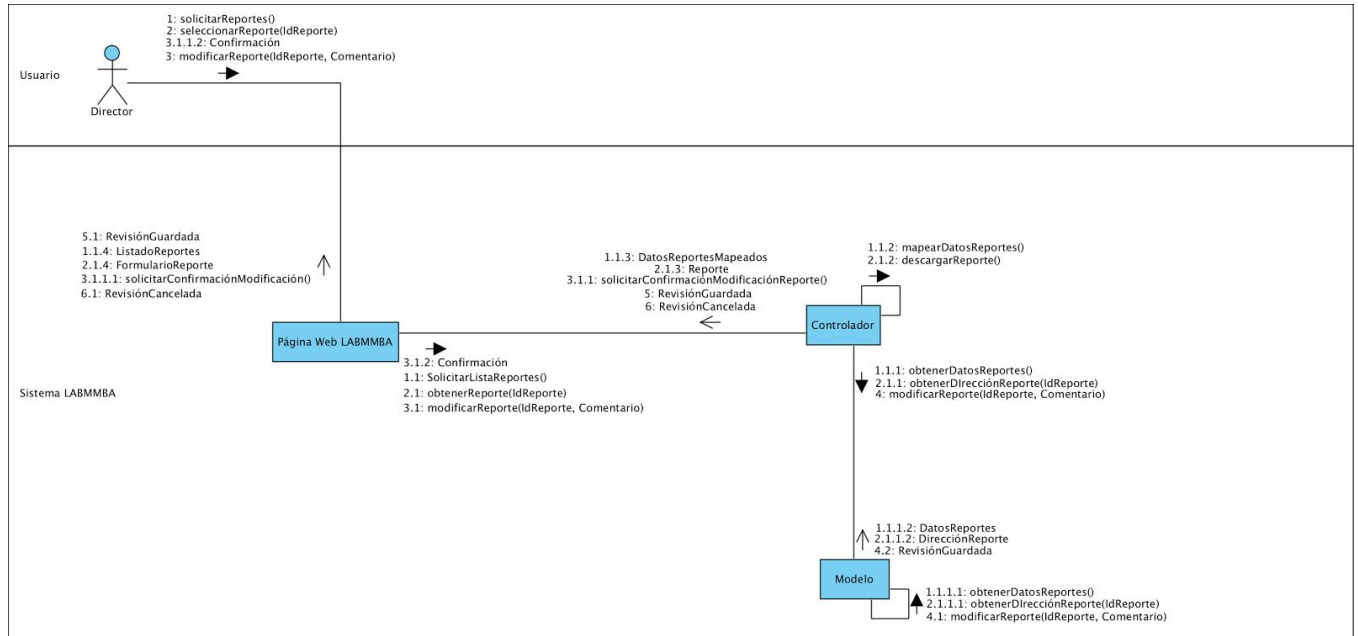 1: solicitarReportes()
2: seleccionarReporte(IdReporte)
3.1.1.2: Confirmación
3: modificarReporte(IdReporte, Comentario)
Usuario
Director
5.1: RevisiónGuardada
1.1.4: ListadoReportes
2.1.4: FormularioReporte
3.1.1.1: solicitarConfirmaciónModificación()
6.1: RevisiónCancelada
1.1.3: DatosReportesMapeados
2.1.3: Reporte
3.1.1: solicitarConfirmaciónModificaciónReporte()
5: RevisiónGuardada
6: RevisiónCancelada
1.1.2: mapearDatosReportes()
2.1.2: descargarReporte()
Página Web LABMMBA
Controlador
3.1.2: Confirmación
1.1: SolicitarListaReportes()
2.1: obtenerReporte(IdReporte)
3.1: modificarReporte(IdReporte, Comentario)
1.1.1: obtenerDatosReportes()
2.1.1: obtenerDIrecciónReporte(IdReporte)
4: modificarReporte(IdReporte, Comentario)
Sistema LABMMBA
1.1.1.2: DatosReportes
2.1.1.2: DirecciónReporte
4.2: RevisiónGuardada
Modelo
1.1.1.1: obtenerDatosReportes()
2.1.1.1: obtenerDIrecciónReporte(IdReporte)
4.1: modificarReporte(IdReporte, Comentario)